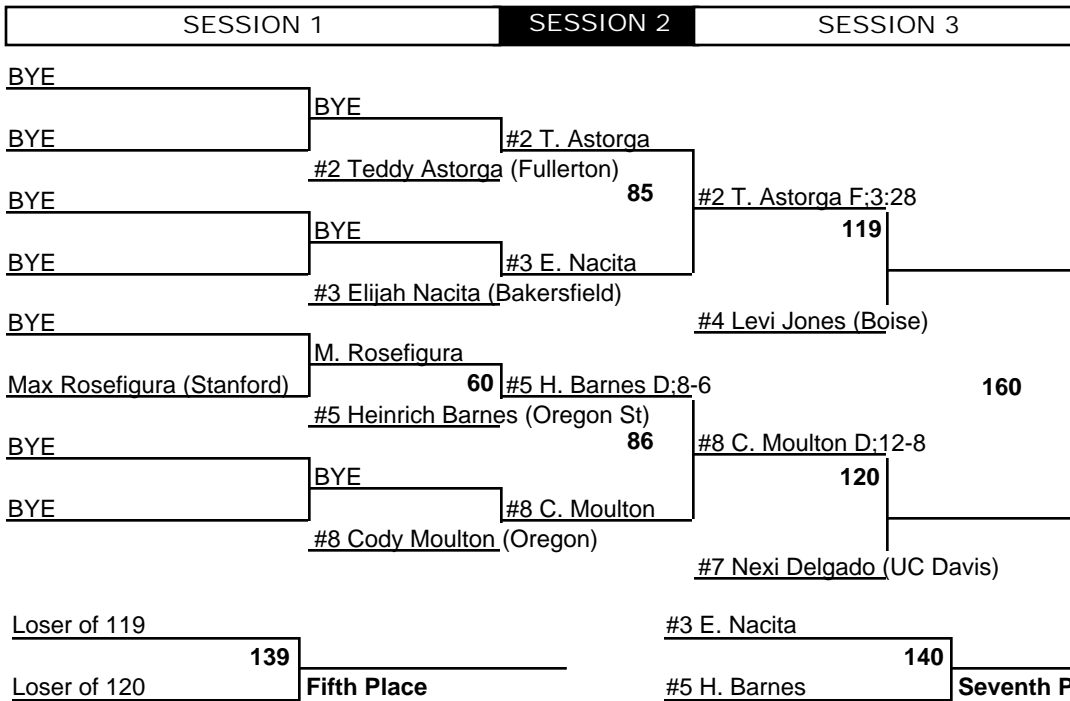 SESSION 1 SESSION 2 SESSION 3
BYE
BYE
BYE #2 T. Astorga
#2 Teddy Astorga (Fullerton)
85
BYE #2 T. Astorga F;3:28
BYE 119
BYE #3 E. Nacita
#3 Elijah Nacita (Bakersfield)
BYE #4 Levi Jones (Boise)
M. Rosefigura
Max Rosefigura (Stanford) 60 #5 H. Barnes D;8-6 160
#5 Heinrich Barnes (Oregon St)
86
BYE #8 C. Moulton D;12-8
BYE 120
BYE #8 C. Moulton
#8 Cody Moulton (Oregon)
#7 Nexi Delgado (UC Davis)
Loser of 119 #3 E. Nacita
139 140
Loser of 120 Fifth Place #5 H. Barnes Seventh P